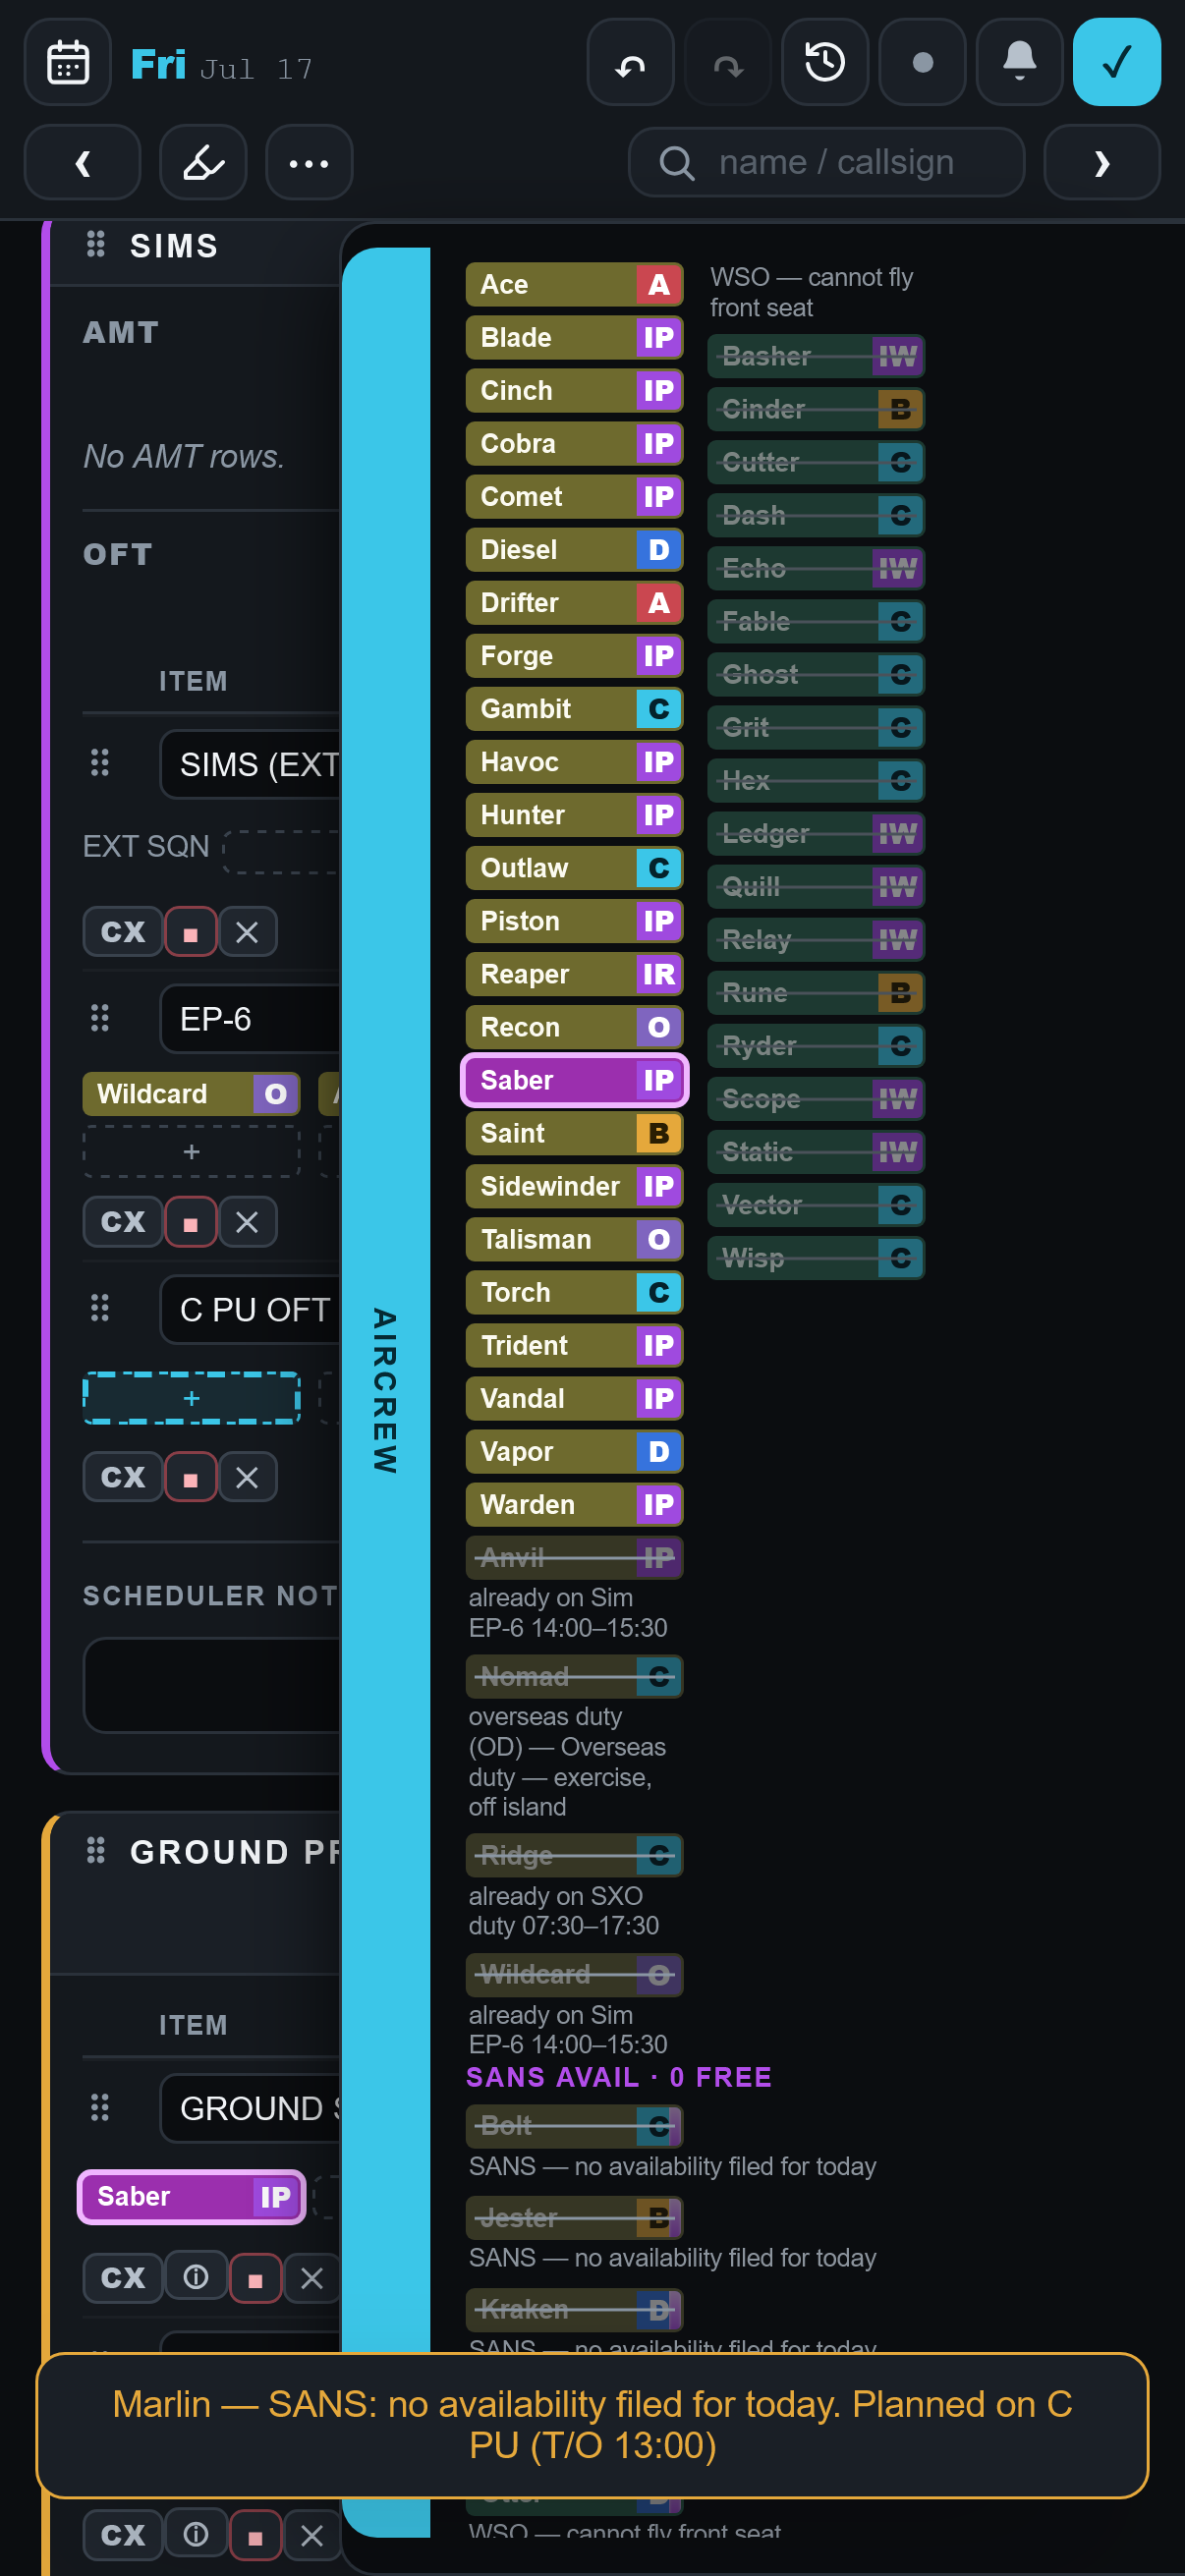 Fri Jul 17
name / callsign
SIMS
AMT
No AMT rows.
OFT
ITEM
SIMS (EXT
EXT SQN
CX
EP-6
Wildcard O
+
CX
C PU OFT
+
CX
SCHEDULER NOT
GROUND PR
ITEM
GROUND S
Saber IP
CX
CX
AIRCREW
Ace A
Blade IP
Cinch IP
Cobra IP
Comet IP
Diesel D
Drifter A
Forge IP
Gambit C
Havoc IP
Hunter IP
Outlaw C
Piston IP
Reaper IR
Recon O
Saber IP
Saint B
Sidewinder IP
Talisman O
Torch C
Trident IP
Vandal IP
Vapor D
Warden IP
Anvil IP
already on Sim
EP-6 14:00–15:30
Nomad C
overseas duty
(OD) — Overseas
duty — exercise,
off island
Ridge C
already on SXO
duty 07:30–17:30
Wildcard O
already on Sim
EP-6 14:00–15:30
WSO — cannot fly
front seat
Basher IW
Cinder B
Cutter C
Dash C
Echo IW
Fable C
Ghost C
Grit C
Hex C
Ledger IW
Quill IW
Relay IW
Rune B
Ryder C
Scope IW
Static IW
Vector C
Wisp C
SANS AVAIL · 0 FREE
Bolt C
SANS — no availability filed for today
Jester B
SANS — no availability filed for today
Kraken D
SANS — no availability filed for today
Marlin — SANS: no availability filed for today. Planned on C
PU (T/O 13:00)
WSO — cannot fly front seat